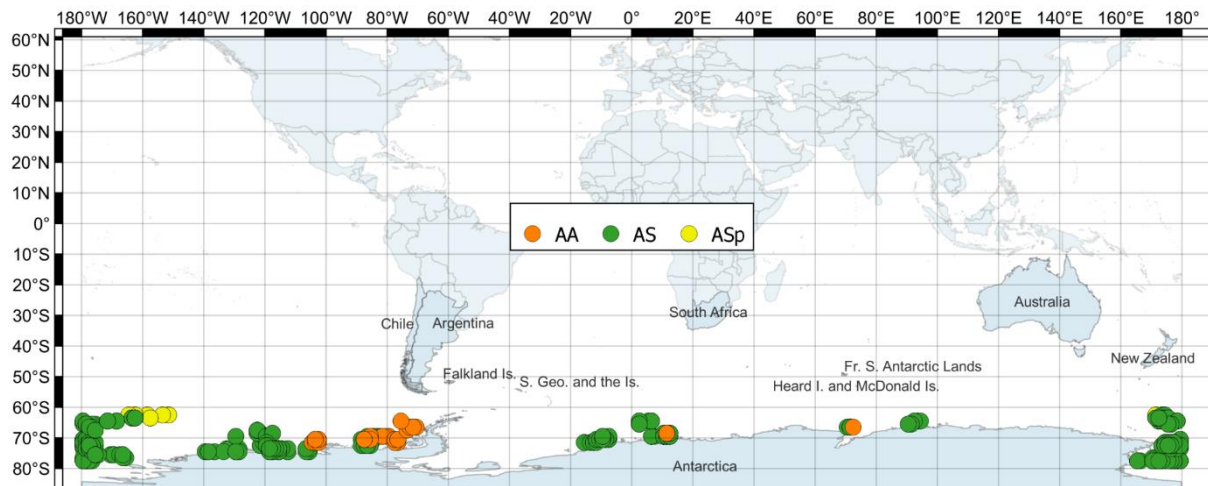 180°W 160°W 140°W 120°W 100°W 80°W 60°W 40°W 20°W 0° 20°E 40°E 60°E 80°E 100°E 120°E 140°E 160°E 180°
60°N
50°N
40°N
30°N
20°N
10°N
0°
AA AS ASp
10°S
20°S
Australia
30°S
Chile Argentina South Africa
40°S
New Zealand
Falkland Is. S. Geo. and the Is. Fr. S. Antarctic Lands
50°S
Heard I. and McDonald Is.
60°S
70°S
80°S
Antarctica